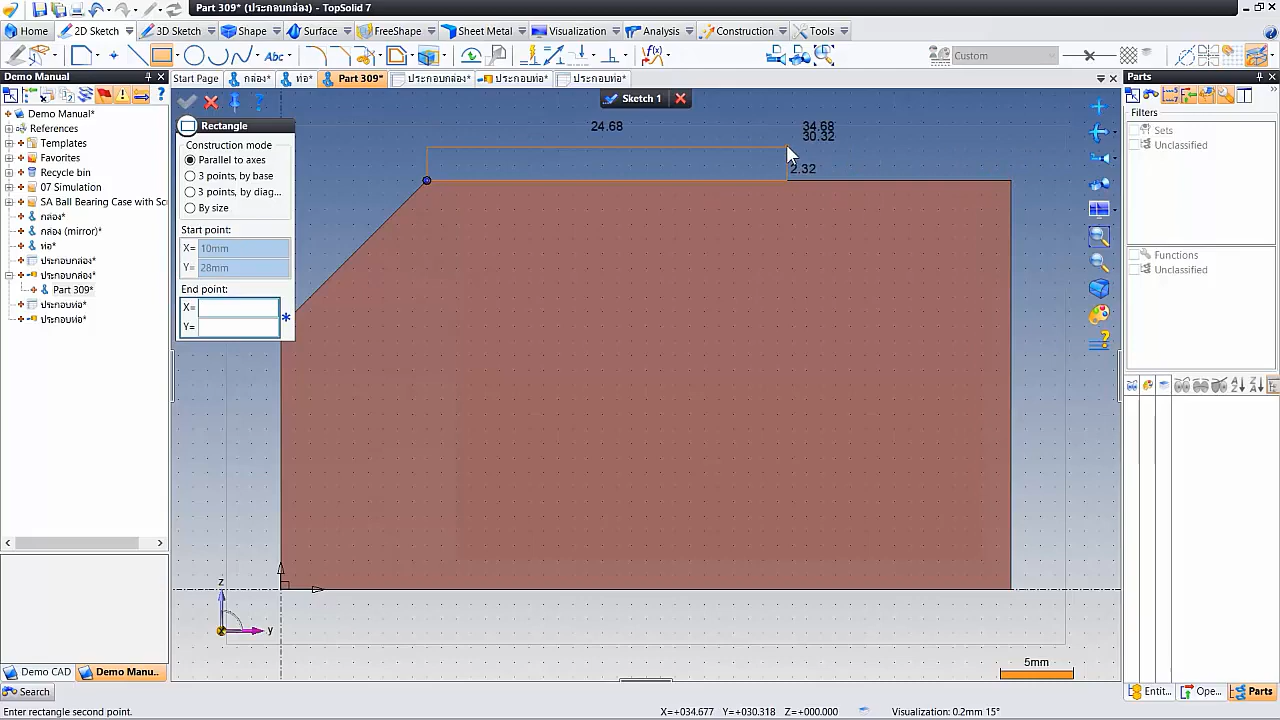 Part 309* (ประกอบกล่อง) - TopSolid 7
Home 2D Sketch 3D Sketch Shape Surface FreeShape Sheet Metal Visualization Analysis Construction Tools
Abc Custom
Demo Manual
Start Page กล่อง* ท่อ* Part 309* ประกอบกล่อง* ประกอบท่อ* ประกอบท่อ*
Parts
Demo Manual*
References
Templates
Favorites
Recycle bin
07 Simulation
SA Ball Bearing Case with Sc
กล่อง*
กล่อง (mirror)*
ท่อ*
ประกอบกล่อง*
ประกอบกล่อง*
Part 309*
ประกอบท่อ*
ประกอบท่อ*
Sketch 1
Rectangle
Construction mode
Parallel to axes
3 points, by base
3 points, by diag...
By size
Start point:
X= 10mm
Y= 28mm
End point:
X=
Y=
24.68
34.68
30.32
2.32
z
y
5mm
Filters
Sets
Unclassified
Functions
Unclassified
Demo CAD Demo Manu..
Search
Entit... Ope... Parts
Enter rectangle second point.
X=+034.677 Y=+030.318 Z=+000.000 Visualization: 0.2mm 15°